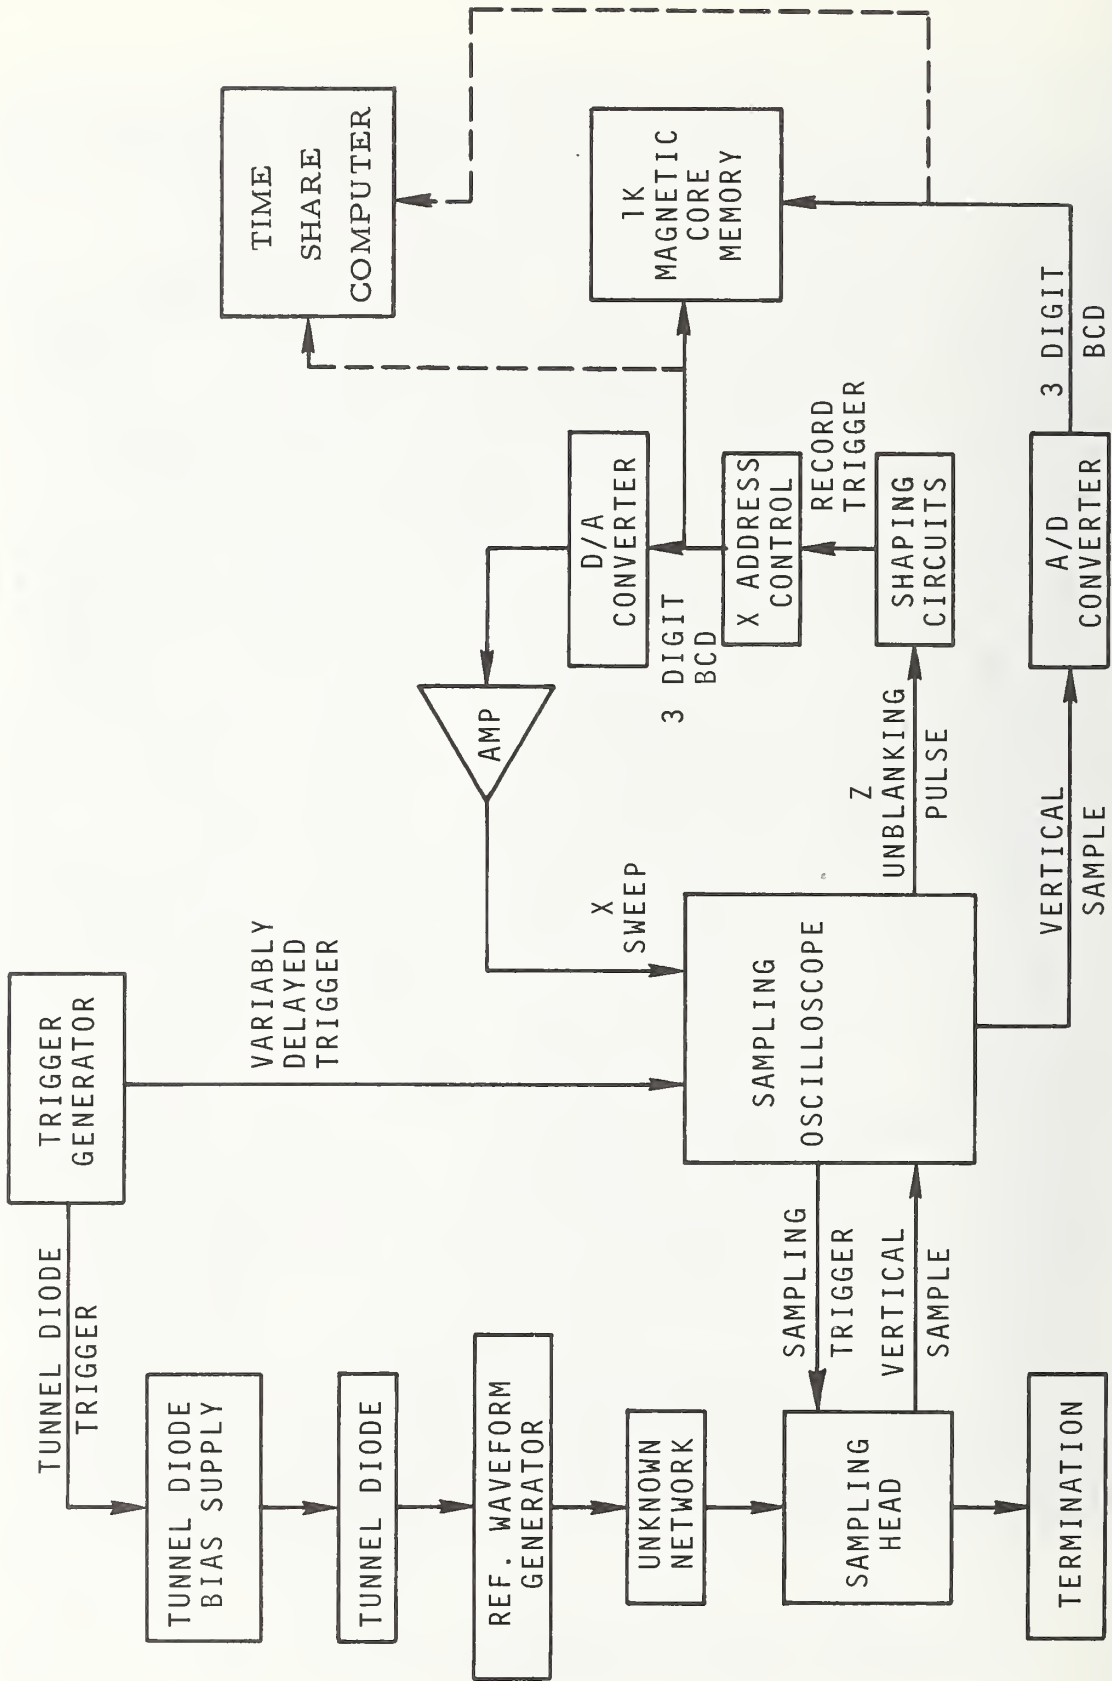 TRIGGER
GENERATOR
TUNNEL DIODE
TRIGGER
TUNNEL DIODE
BIAS SUPPLY
TUNNEL DIODE
REF. WAVEFORM
GENERATOR
UNKNOWN
NETWORK
SAMPLING
HEAD
TERMINATION
VARIABLY
DELAYED
TRIGGER
SAMPLING
TRIGGER
VERTICAL
SAMPLE
SAMPLING
OSCILLOSCOPE
X
SWEEP
AMP
D/A
CONVERTER
3 DIGIT
BCD
X ADDRESS
CONTROL
RECORD
TRIGGER
SHAPING
CIRCUITS
Z
UNBLANKING
PULSE
VERTICAL
SAMPLE
A/D
CONVERTER
3 DIGIT
BCD
TIME
SHARE
COMPUTER
1K
MAGNETIC
CORE
MEMORY